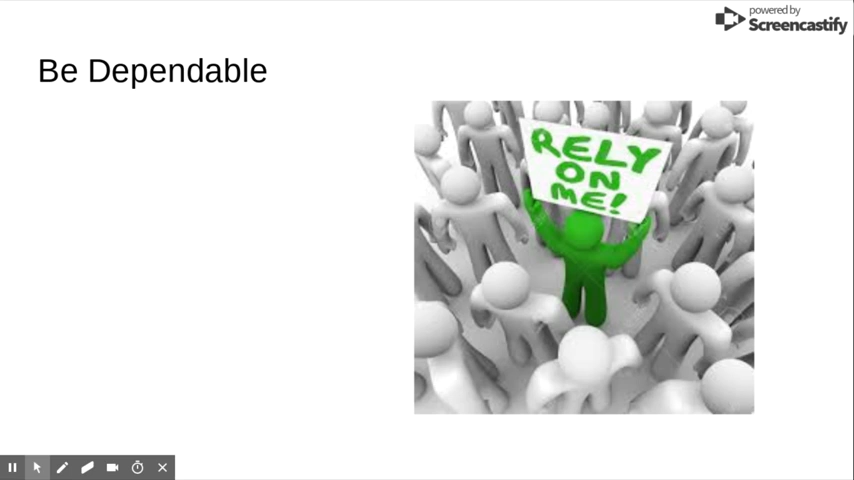 powered by
Screencastify
Be Dependable
RELY
ON
ME!